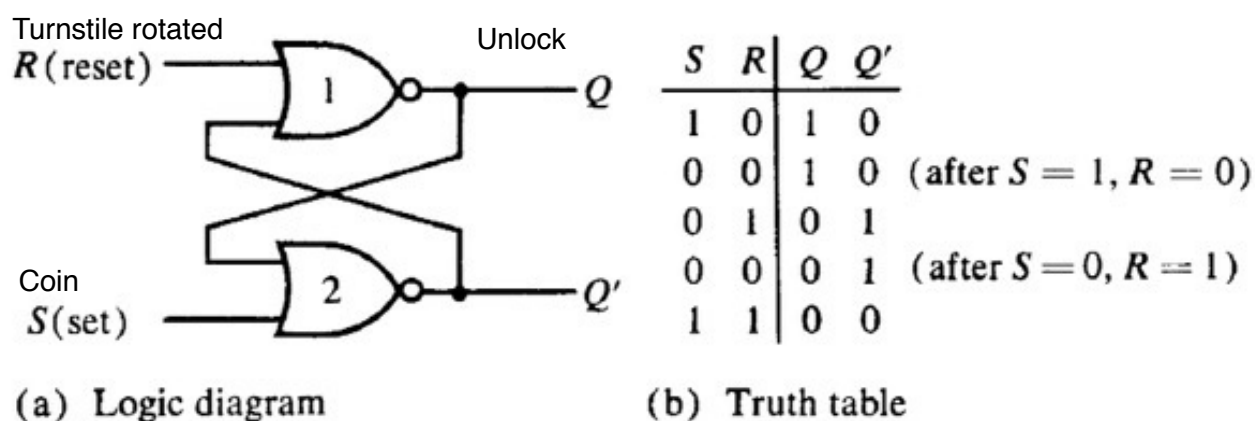 Turnstile rotated
R(reset)
Unlock
1
Q
Coin
S(set)
2
Q'
(a) Logic diagram
S R Q Q'
1 0 1 0
0 0 1 0 (after S = 1, R = 0)
0 1 0 1
0 0 0 1 (after S = 0, R = 1)
1 1 0 0
(b) Truth table